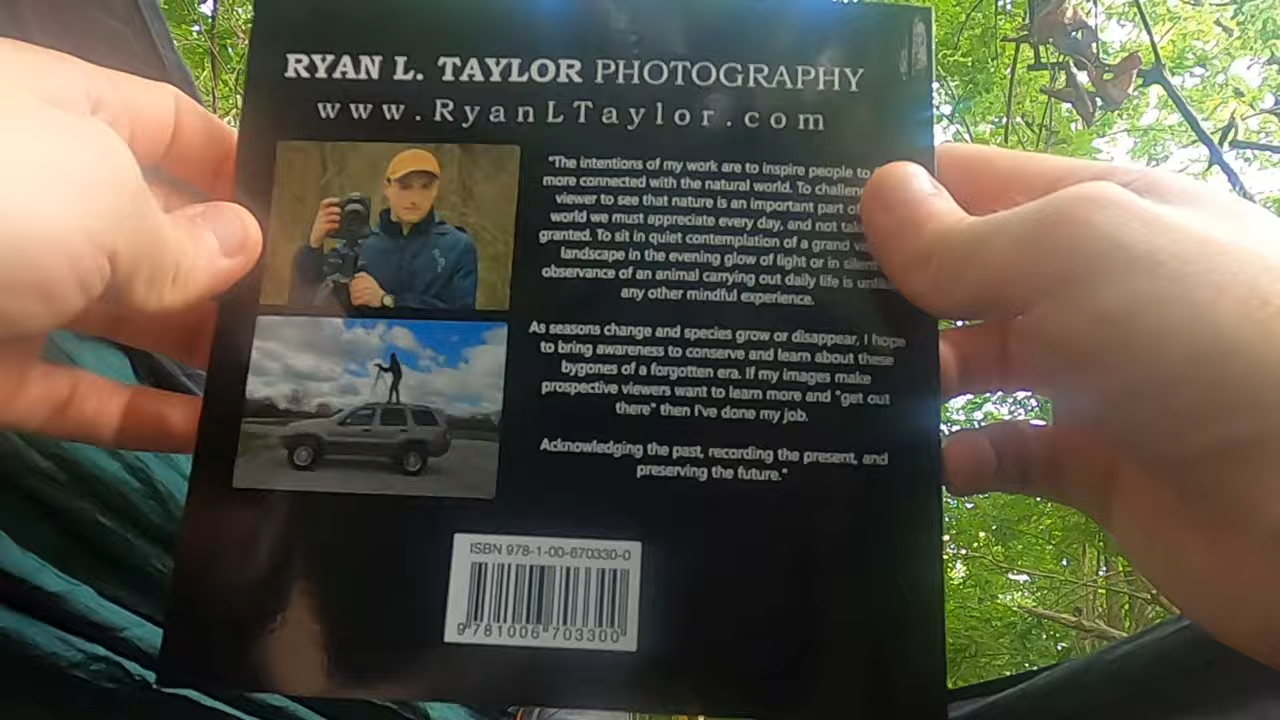 RYAN L. TAYLOR PHOTOGRAPHY
www.RyanLTaylor.com
"The intentions of my work are to inspire people to
more connected with the natural world. To
viewer to see that nature is an important part
world we must appreciate every day, and not
granted. To sit in quiet contemplation of a grand
landscape in the evening glow of light or in
observance of an animal carrying out daily life is
any other mindful experience.
As seasons change and species grow or disappear, I hope
to bring awareness to conserve and learn about these
bygones of a forgotten era. If my images make
prospective viewers want to learn more and "get out
there" then I've done my job.
Acknowledging the past, recording the present, and
preserving the future."
ISBN 978-1-00-670330-0
9 781006 703300